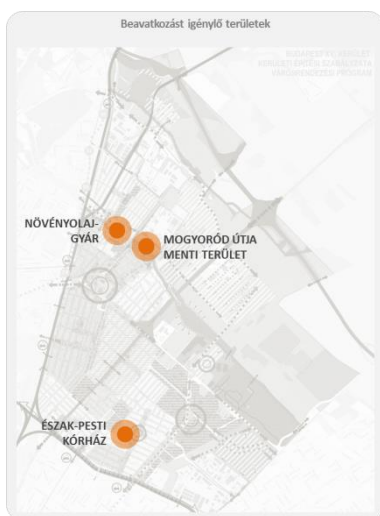 Beavatkozást igénylő területek
NÖVÉNYOLAJ-
GYÁR
MOGYORÓD ÚTJA
MENTI TERÜLET
ÉSZAK-PESTI
KÓRHÁZ